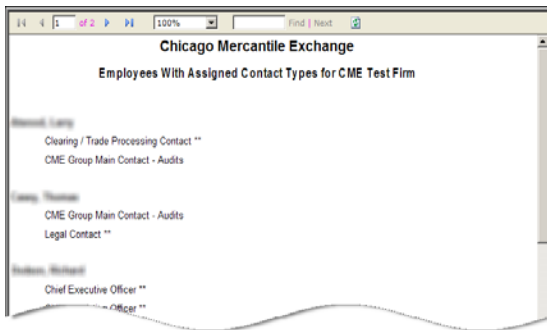 1 of 2 100% Find | Next
Chicago Mercantile Exchange
Employees With Assigned Contact Types for CME Test Firm
Clearing / Trade Processing Contact **
CME Group Main Contact - Audits
CME Group Main Contact - Audits
Legal Contact **
Chief Executive Officer **
Officer **